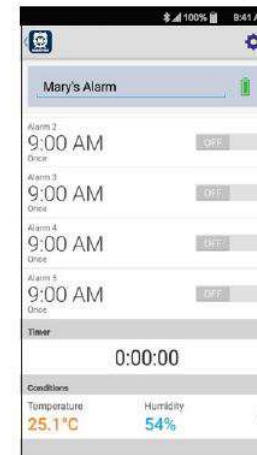 100% 9:41 A
Mary's Alarm
Alarm 2
9:00 AM OFF
Once
Alarm 3
9:00 AM OFF
Once
Alarm 4
9:00 AM OFF
Once
Alarm 5
9:00 AM OFF
Once
Timer
0:00:00
Conditions
Temperature Humidity
25.1°C 54%